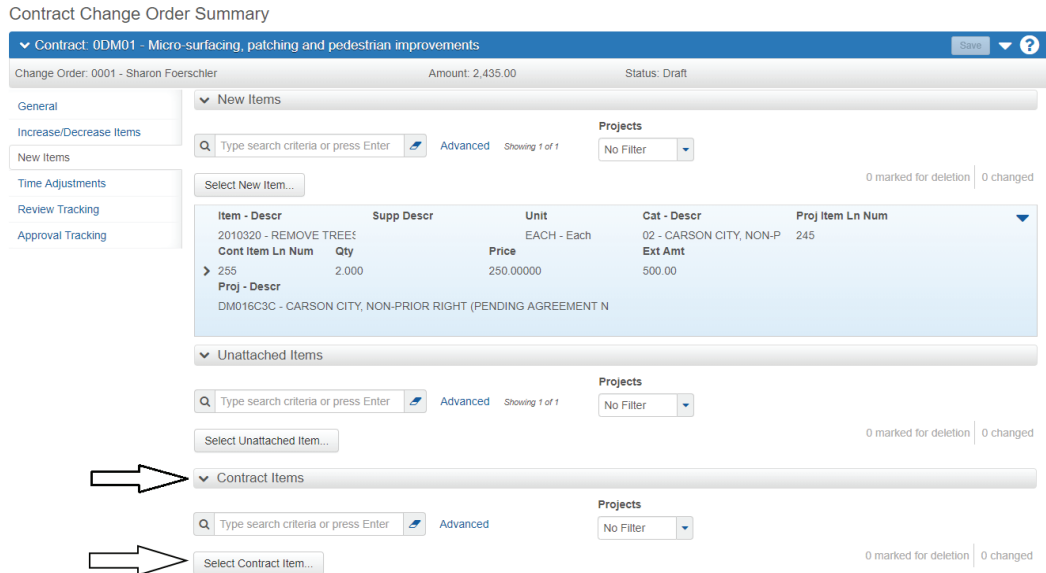 Contract Change Order Summary
Contract: 0DM01 - Micro-surfacing, patching and pedestrian improvements Save ?
Change Order: 0001 - Sharon Foerschler Amount: 2,435.00 Status: Draft
General
Increase/Decrease Items
New Items
Time Adjustments
Review Tracking
Approval Tracking
New Items
Projects
Type search criteria or press Enter Advanced Showing 1 of 1 No Filter
Select New Item... 0 marked for deletion 0 changed
Item - Descr Supp Descr Unit Cat - Descr Proj Item Ln Num
2010320 - REMOVE TREES EACH - Each 02 - CARSON CITY, NON-P 245
Cont Item Ln Num Qty Price Ext Amt
255 2.000 250.00000 500.00
Proj - Descr
DM016C3C - CARSON CITY, NON-PRIOR RIGHT (PENDING AGREEMENT N
Unattached Items
Projects
Type search criteria or press Enter Advanced Showing 1 of 1 No Filter
Select Unattached Item... 0 marked for deletion 0 changed
Contract Items
Projects
Type search criteria or press Enter Advanced No Filter
Select Contract Item... 0 marked for deletion 0 changed